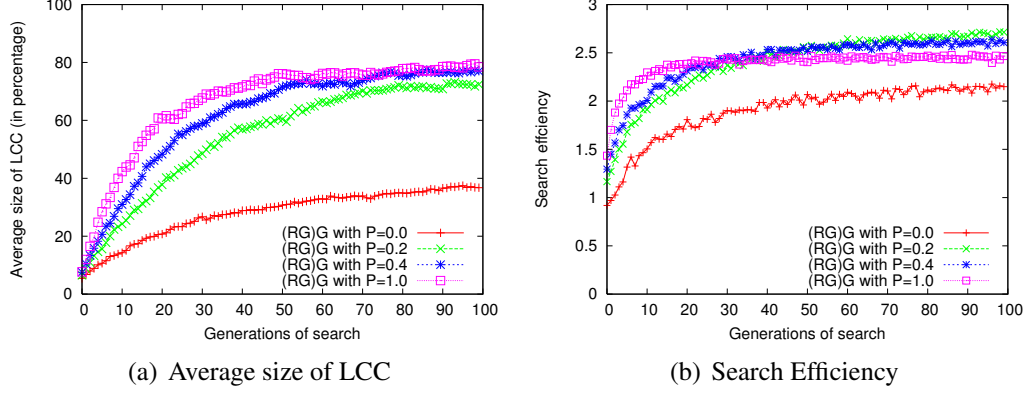 100
80
60
40
20
0
Average size of LCC (in percentage)
0 10 20 30 40 50 60 70 80 90 100
Generations of search
(RG)G with P=0.0
(RG)G with P=0.2
(RG)G with P=0.4
(RG)G with P=1.0
(a) Average size of LCC
3
2.5
2
1.5
1
0.5
0
Search efficiency
0 10 20 30 40 50 60 70 80 90 100
Generations of search
(RG)G with P=0.0
(RG)G with P=0.2
(RG)G with P=0.4
(RG)G with P=1.0
(b) Search Efficiency